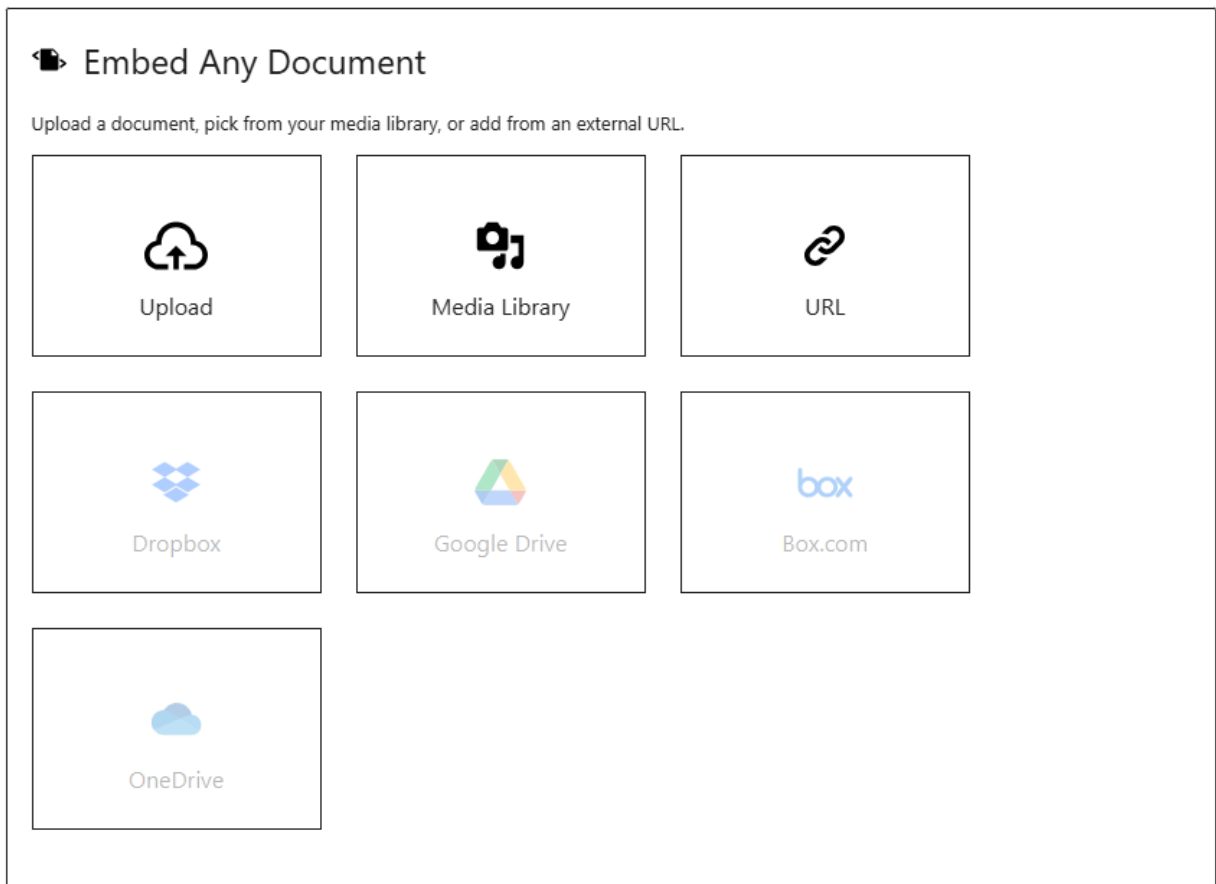 Embed Any Document
Upload a document, pick from your media library, or add from an external URL.
Upload
Media Library
URL
box
Dropbox
Google Drive
Box.com
OneDrive